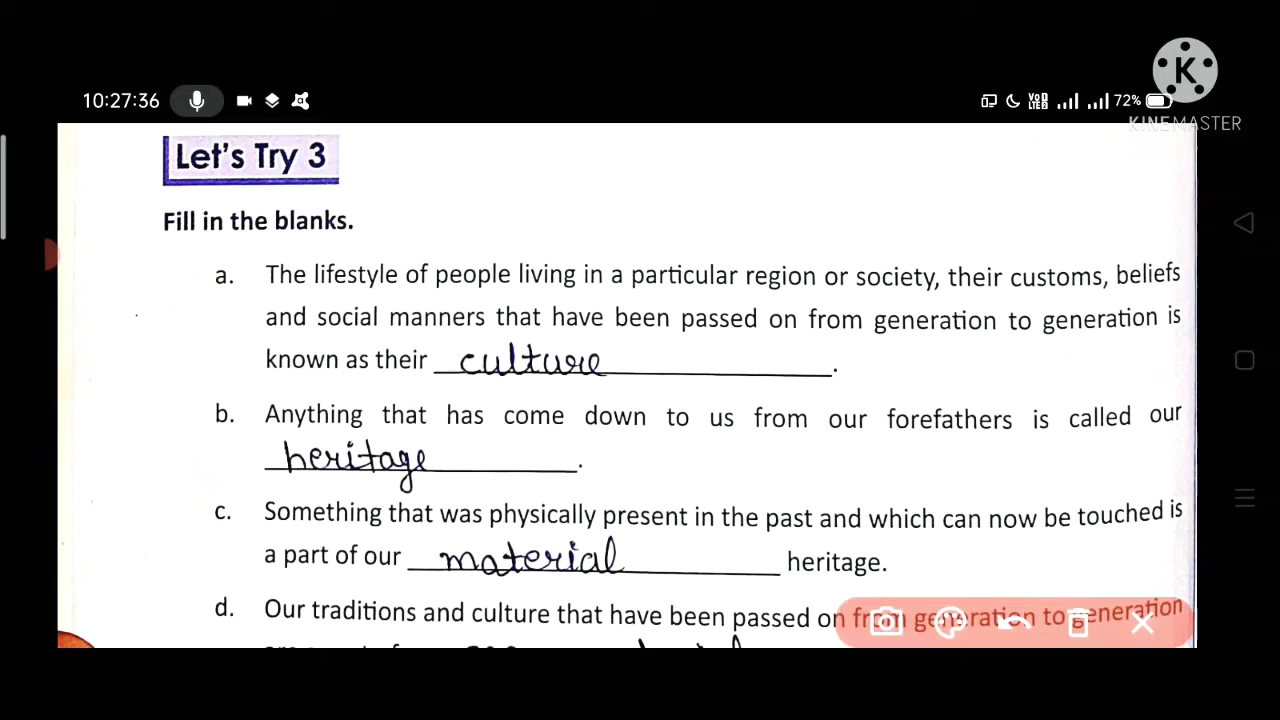 10:27:36
VoD
LTE
72%
K
KINEMASTER
Let's Try 3
Fill in the blanks.
a. The lifestyle of people living in a particular region or society, their customs, beliefs
and social manners that have been passed on from generation to generation is
known as their culture.
b. Anything that has come down to us from our forefathers is called our
heritage.
c. Something that was physically present in the past and which can now be touched is
a part of our material heritage.
d. Our traditions and culture that have been passed on from generation to generation